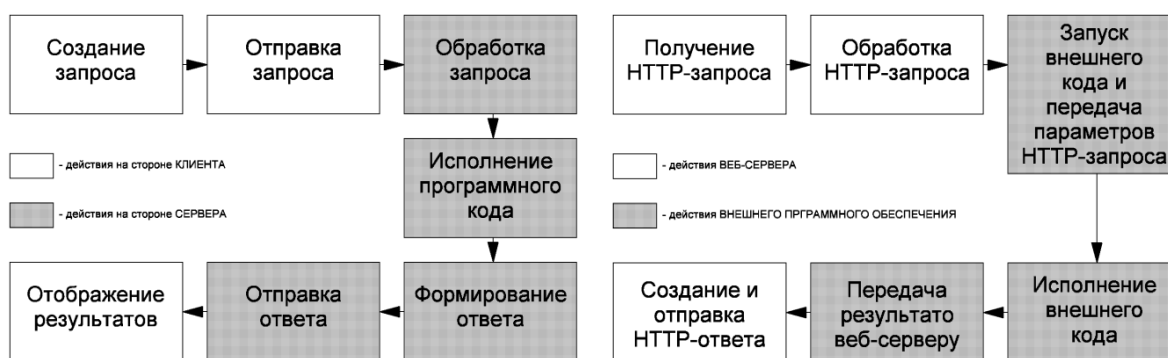 Создание
запроса
Отправка
запроса
Обработка
запроса
Исполнение
программного
кода
- действия на стороне КЛИЕНТА
- действия на стороне СЕРВЕРА
Отображение
результатов
Отправка
ответа
Формирование
ответа
Получение
HTTP-запроса
Обработка
HTTP-запроса
Запуск
внешнего
кода и
передача
параметров
HTTP-запроса
- действия ВЕБ-СЕРВЕРА
- действия ВНЕШНЕГО ПРГРАММНОГО ОБЕСПЕЧЕНИЯ
Создание и
отправка
HTTP-ответа
Передача
результато
веб-серверу
Исполнение
внешнего
кода